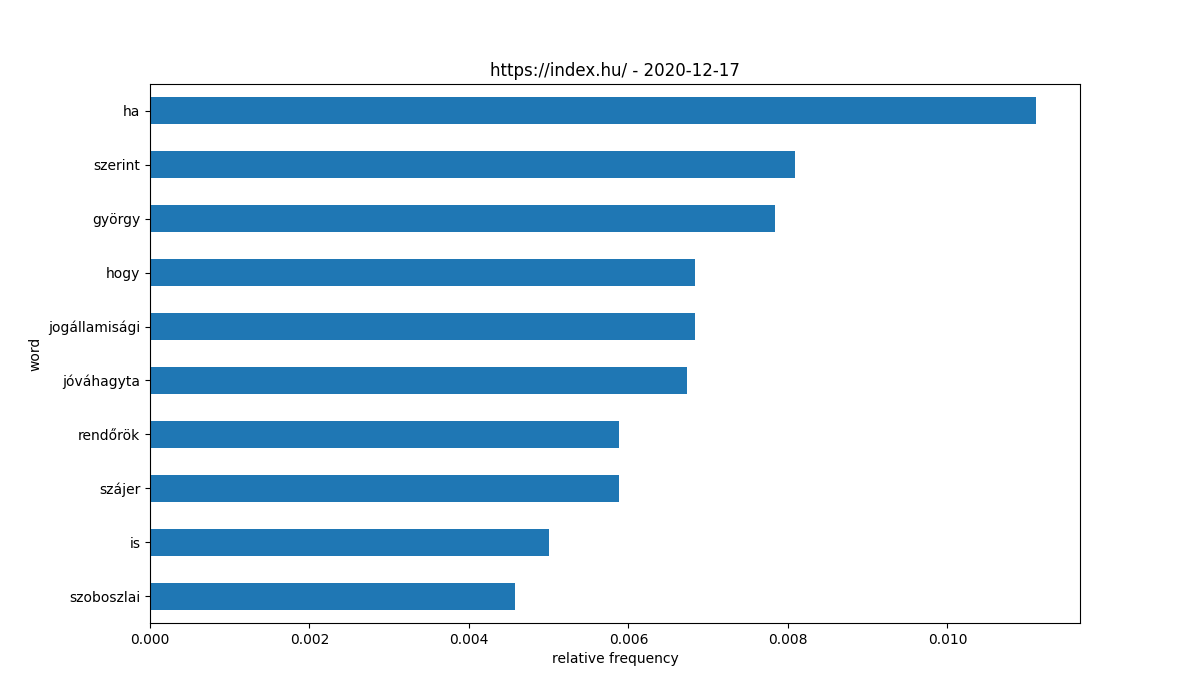 https://index.hu/ - 2020-12-17
ha
szerint
györgy
hogy
jogállamisági
jóváhagyta
rendőrök
szájer
is
szoboszlai
word
0.000 0.002 0.004 0.006 0.008 0.010
relative frequency